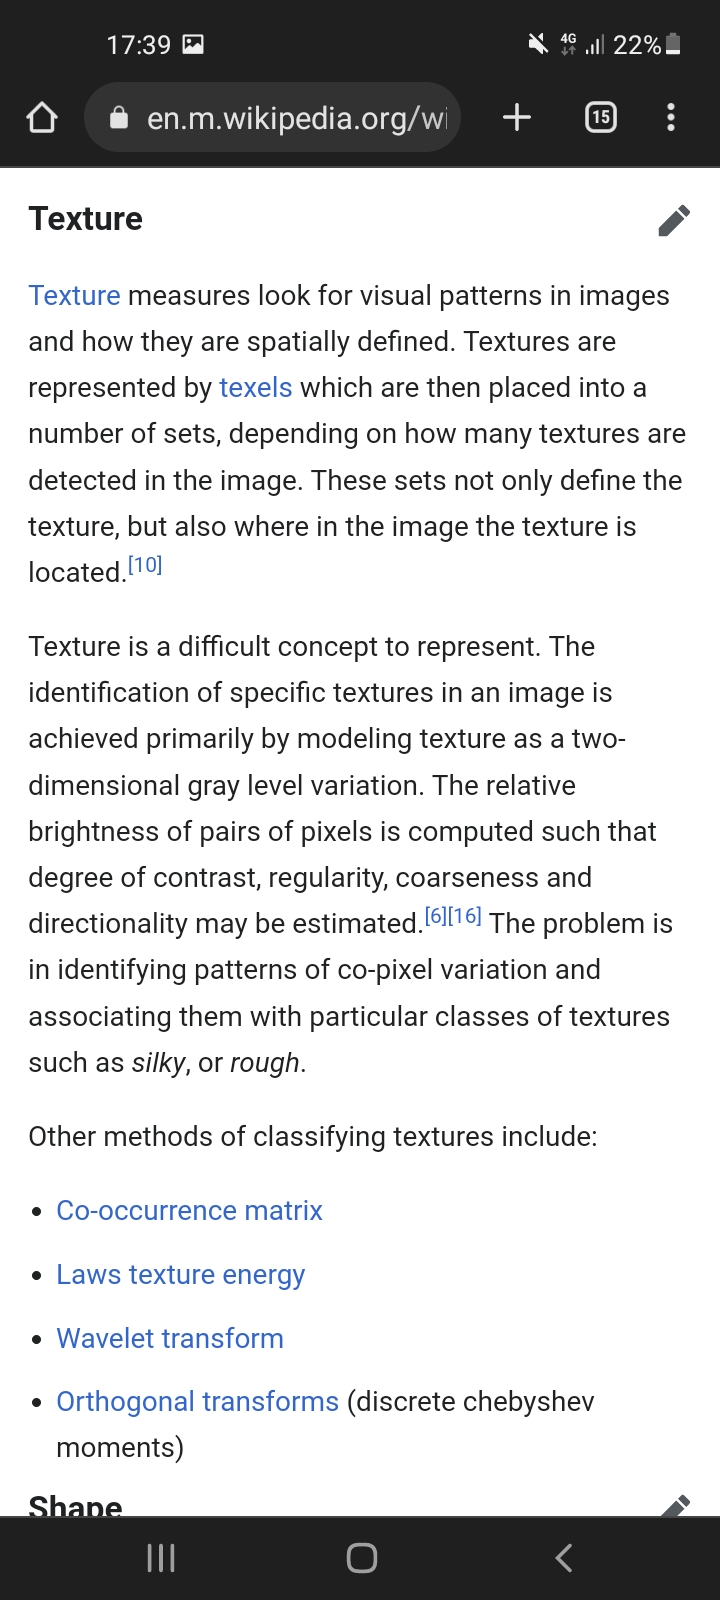 17:39
4G
22%
en.m.wikipedia.org/wi
15
Texture
Texture measures look for visual patterns in images
and how they are spatially defined. Textures are
represented by texels which are then placed into a
number of sets, depending on how many textures are
detected in the image. These sets not only define the
texture, but also where in the image the texture is
located.[10]
Texture is a difficult concept to represent. The
identification of specific textures in an image is
achieved primarily by modeling texture as a two-
dimensional gray level variation. The relative
brightness of pairs of pixels is computed such that
degree of contrast, regularity, coarseness and
directionality may be estimated.[6][16] The problem is
in identifying patterns of co-pixel variation and
associating them with particular classes of textures
such as silky, or rough.
Other methods of classifying textures include:
• Co-occurrence matrix
• Laws texture energy
• Wavelet transform
• Orthogonal transforms (discrete chebyshev
moments)
Shape